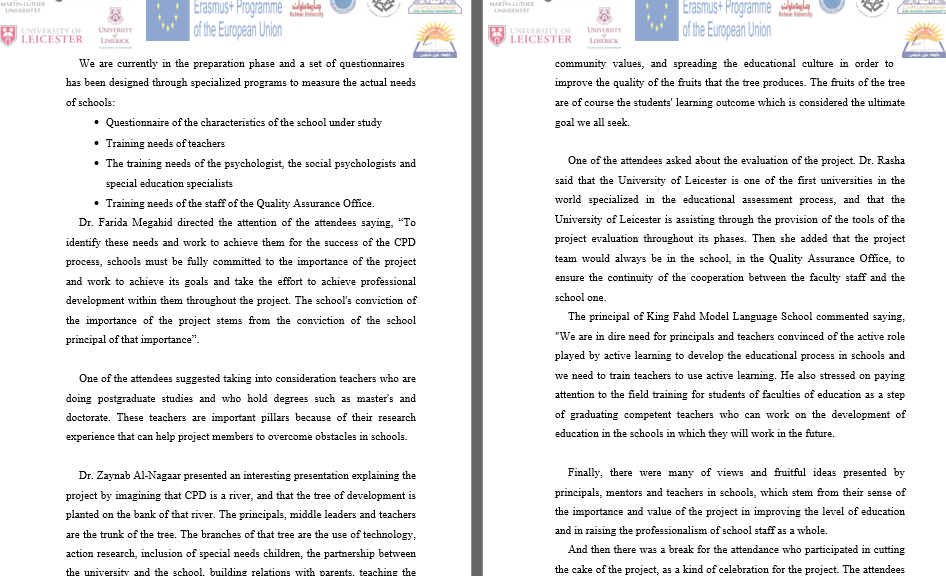 MARTIN-LUTHER
UNIVERSITÄT
UNIVERSITY OF
LEICESTER
UNIVERSITY of
LIMERICK
Erasmus+ Programme
of the European Union
Helwan University
جامعة عين شمس
We are currently in the preparation phase and a set of questionnaires
has been designed through specialized programs to measure the actual needs
of schools:
• Questionnaire of the characteristics of the school under study
• Training needs of teachers
• The training needs of the psychologist, the social psychologists and
special education specialists
• Training needs of the staff of the Quality Assurance Office.
Dr. Farida Megahid directed the attention of the attendees saying, “To
identify these needs and work to achieve them for the success of the CPD
process, schools must be fully committed to the importance of the project
and work to achieve its goals and take the effort to achieve professional
development within them throughout the project. The school's conviction of
the importance of the project stems from the conviction of the school
principal of that importance”.
One of the attendees suggested taking into consideration teachers who are
doing postgraduate studies and who hold degrees such as master's and
doctorate. These teachers are important pillars because of their research
experience that can help project members to overcome obstacles in schools.
Dr. Zaynab Al-Nagaar presented an interesting presentation explaining the
project by imagining that CPD is a river, and that the tree of development is
planted on the bank of that river. The principals, middle leaders and teachers
are the trunk of the tree. The branches of that tree are the use of technology,
action research, inclusion of special needs children, the partnership between
the university and the school, building relations with parents, teaching the
MARTIN-LUTHER
UNIVERSITÄT
UNIVERSITY OF
LEICESTER
UNIVERSITY of
LIMERICK
Erasmus+ Programme
of the European Union
Helwan University
جامعة عين شمس
community values, and spreading the educational culture in order to
improve the quality of the fruits that the tree produces. The fruits of the tree
are of course the students' learning outcome which is considered the ultimate
goal we all seek.
One of the attendees asked about the evaluation of the project. Dr. Rasha
said that the University of Leicester is one of the first universities in the
world specialized in the educational assessment process, and that the
University of Leicester is assisting through the provision of the tools of the
project evaluation throughout its phases. Then she added that the project
team would always be in the school, in the Quality Assurance Office, to
ensure the continuity of the cooperation between the faculty staff and the
school one.
The principal of King Fahd Model Language School commented saying,
"We are in dire need for principals and teachers convinced of the active role
played by active learning to develop the educational process in schools and
we need to train teachers to use active learning. He also stressed on paying
attention to the field training for students of faculties of education as a step
of graduating competent teachers who can work on the development of
education in the schools in which they will work in the future.
Finally, there were many of views and fruitful ideas presented by
principals, mentors and teachers in schools, which stem from their sense of
the importance and value of the project in improving the level of education
and in raising the professionalism of school staff as a whole.
And then there was a break for the attendance who participated in cutting
the cake of the project, as a kind of celebration for the project. The attendees